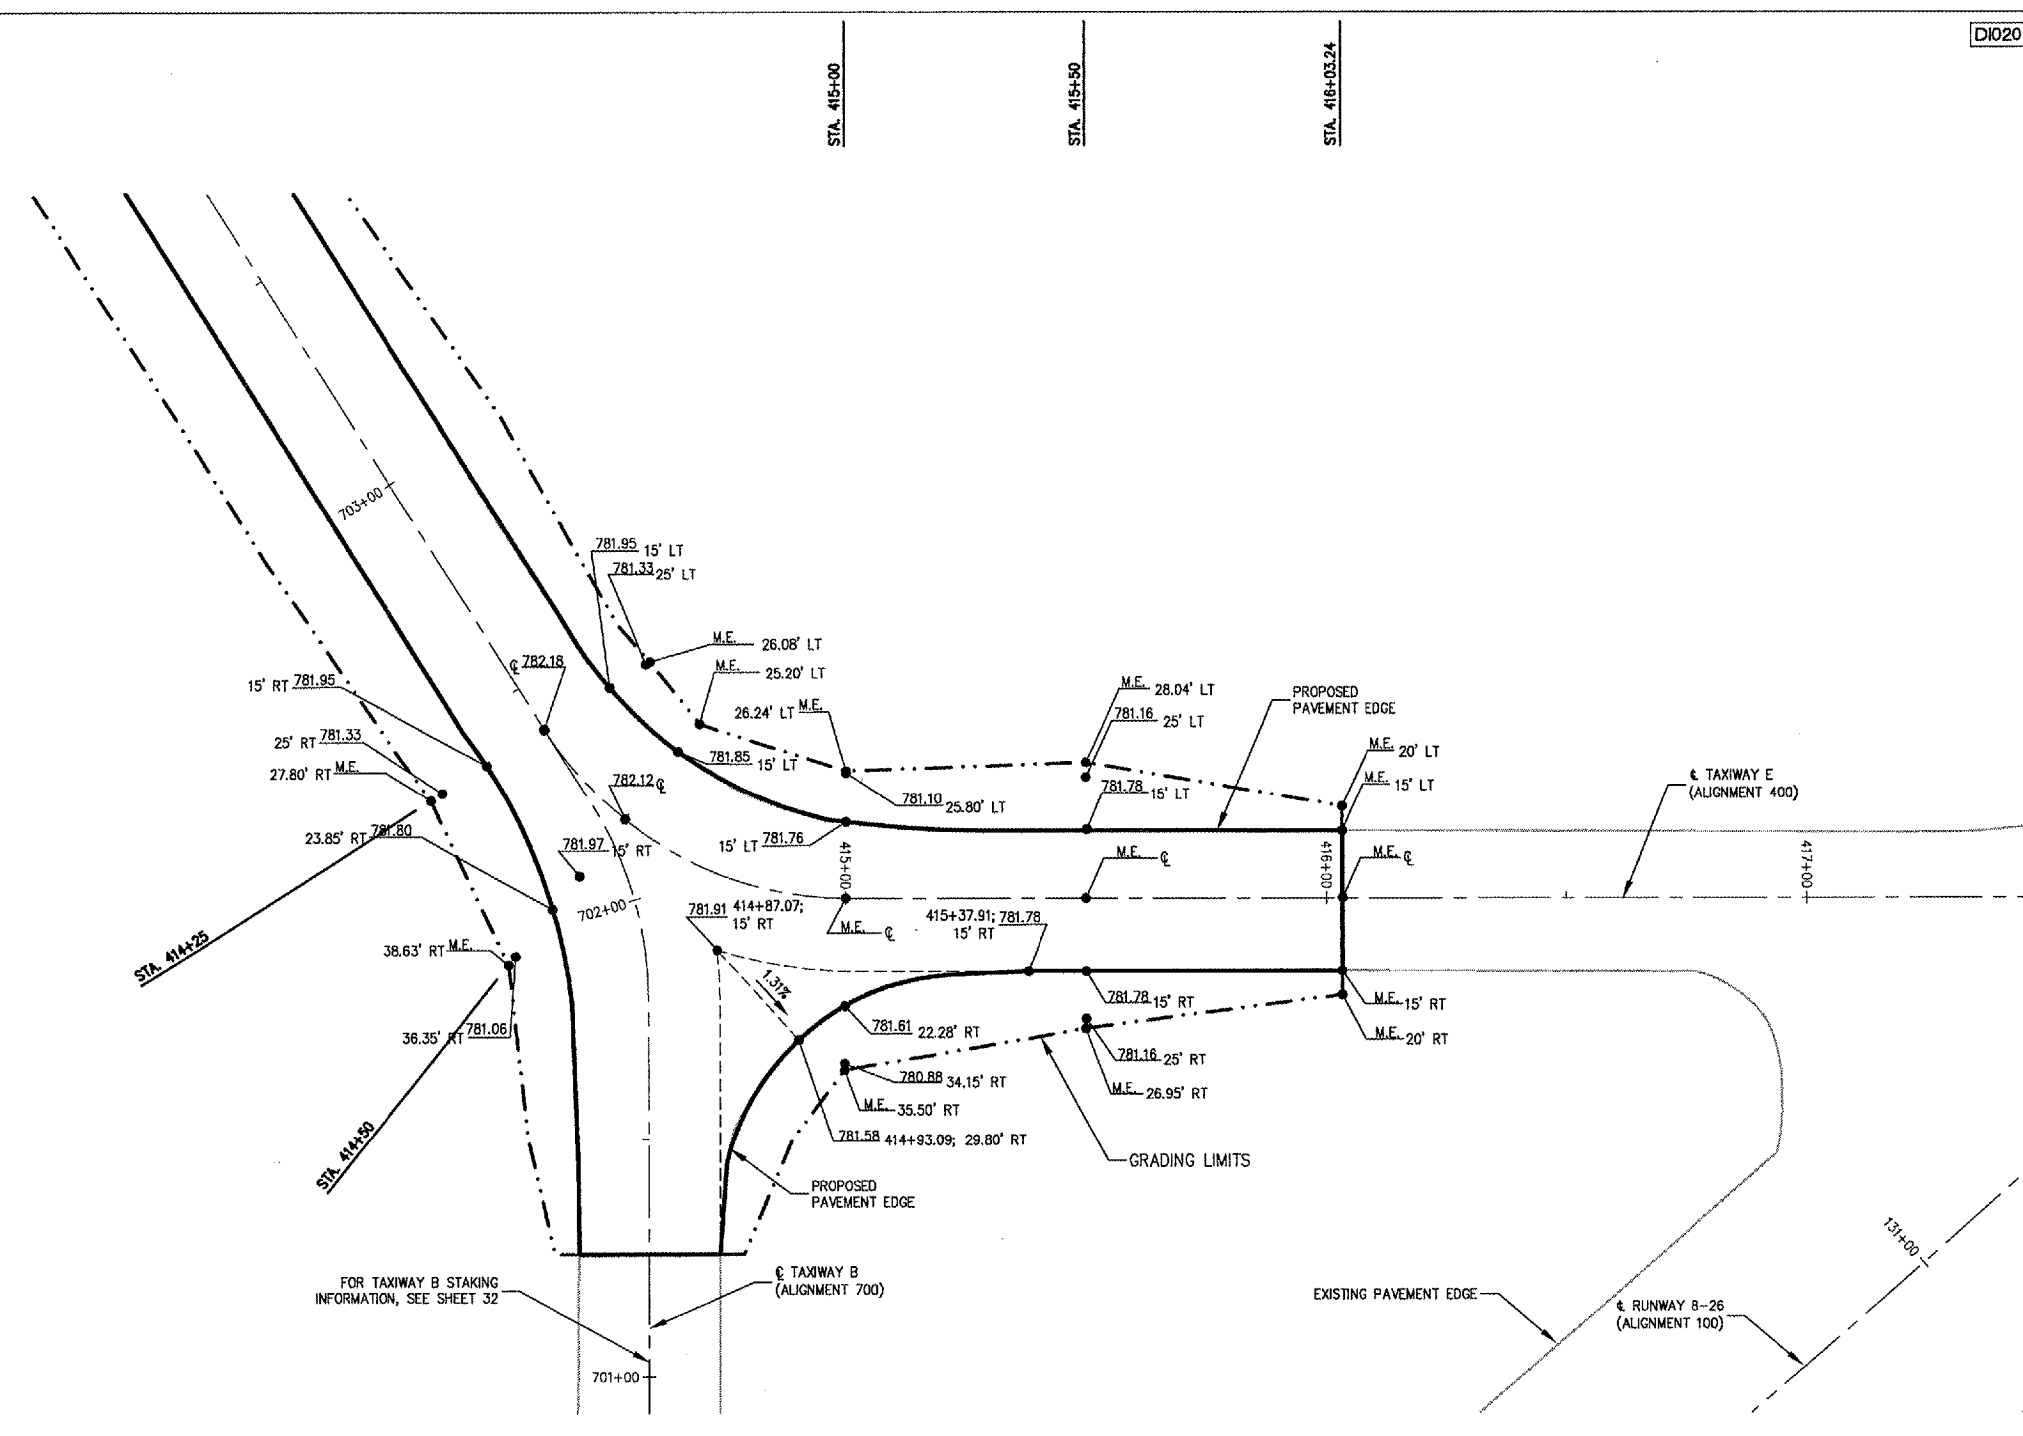 DI020
STA. 415+00
STA. 415+50
STA. 416+03.24
703+00
781.95 15' LT
781.33 25' LT
M.E. 26.08' LT
M.E. 25.20' LT
℄ 782.18
15' RT 781.95
26.24' LT M.E.
M.E. 28.04' LT
781.16 25' LT
PROPOSED
PAVEMENT EDGE
25' RT 781.33
27.80' RT M.E.
781.85 15' LT
782.12 ℄
M.E. 20' LT
M.E. 15' LT
℄ TAXIWAY E
(ALIGNMENT 400)
781.10 25.80' LT
781.78 15' LT
23.85' RT 781.80
781.97 15' RT
15' LT 781.76
415+00
M.E. ℄
M.E. ℄
416+00
417+00
702+00
781.91 414+87.07;
15' RT
M.E. ℄
415+37.91; 781.78
15' RT
STA. 414+25
38.63' RT M.E.
1.31%
781.78 15' RT
M.E. 15' RT
36.35' RT 781.06
781.61 22.28' RT
M.E. 20' RT
781.16 25' RT
780.88 34.15' RT
M.E. 26.95' RT
M.E. 35.50' RT
781.58 414+93.09; 29.80' RT
STA. 414+50
GRADING LIMITS
PROPOSED
PAVEMENT EDGE
131+00
FOR TAXIWAY B STAKING
INFORMATION, SEE SHEET 32
℄ TAXIWAY B
(ALIGNMENT 700)
EXISTING PAVEMENT EDGE
℄ RUNWAY 8-26
(ALIGNMENT 100)
701+00